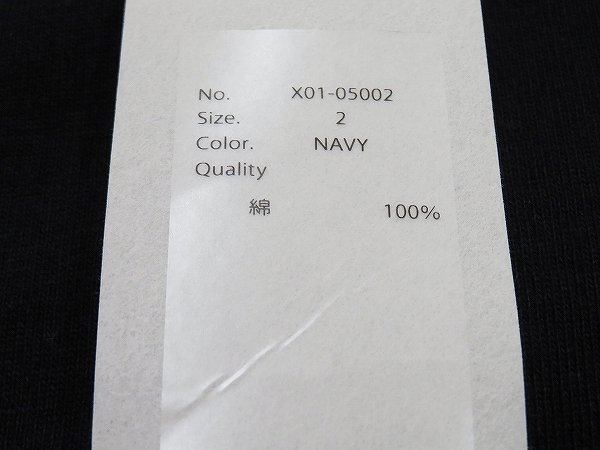 No. X01-05002
Size. 2
Color. NAVY
Quality
綿 100%